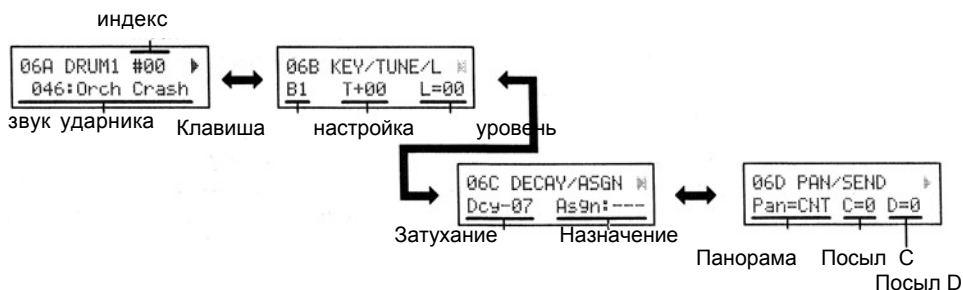 индекс
06A DRUM1 #00
046:Orch Crash
звук ударника
06B KEY/TUNE/L
B1 T+00 L=00
Клавиша настройка уровень
06C DECAY/ASGN
Dcy-07 Asgn:---
Затухание Назначение
06D PAN/SEND
Pan=CNT C=0 D=0
Панорама Посыл C
Посыл D